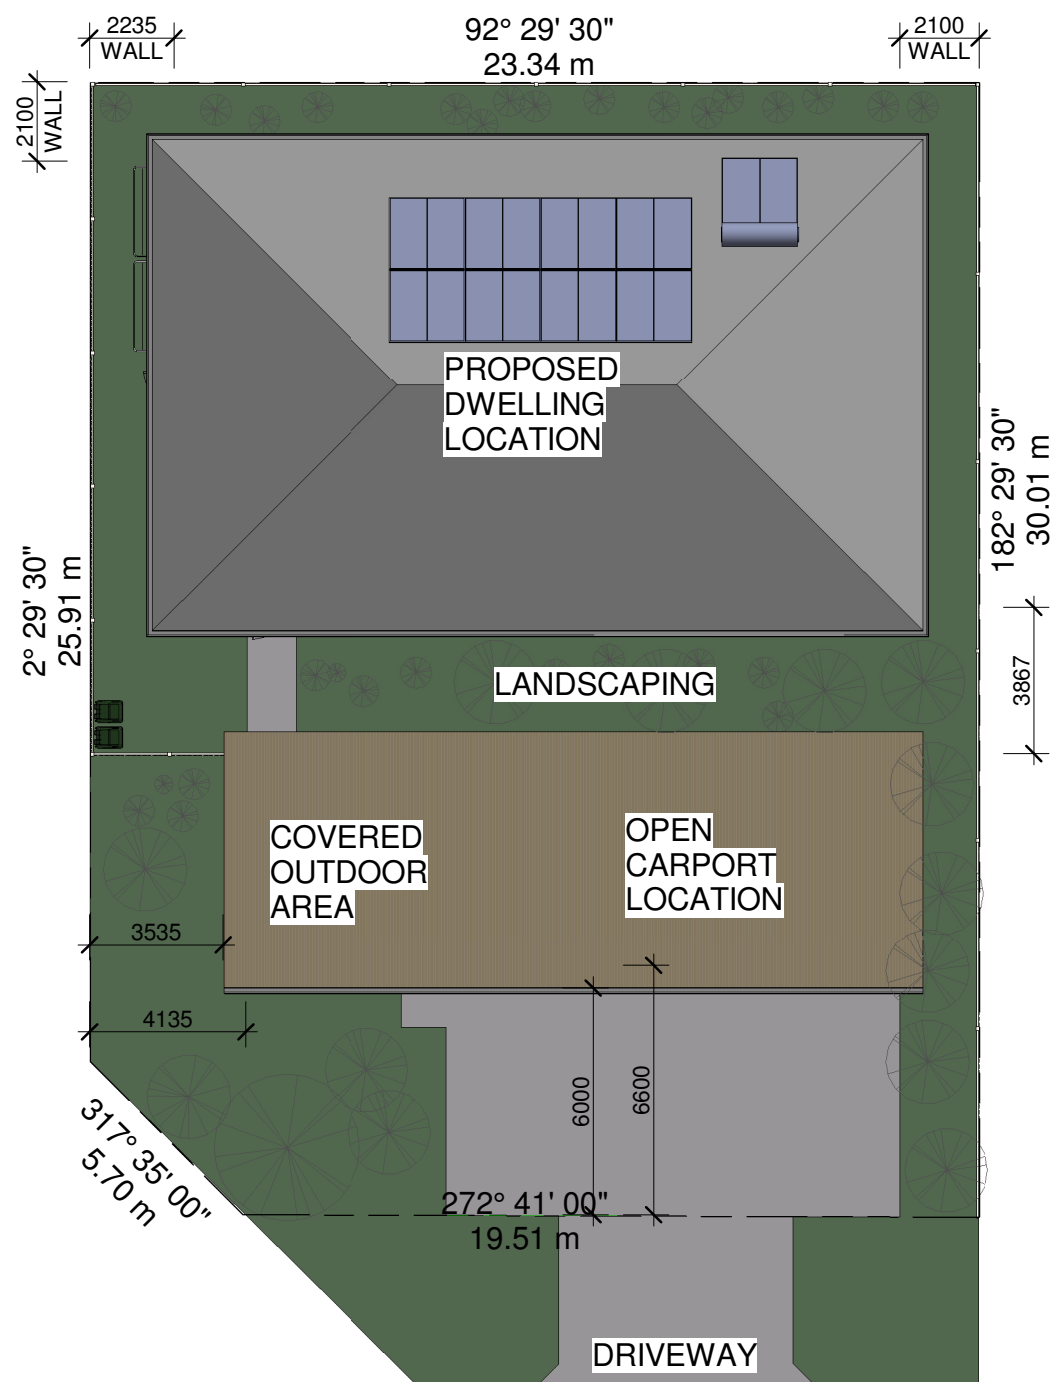 2235
WALL
92° 29' 30"
23.34 m
2100
WALL
2100
WALL
PROPOSED
DWELLING
LOCATION
182° 29' 30"
30.01 m
2° 29' 30"
25.91 m
3867
LANDSCAPING
COVERED
OUTDOOR
AREA
OPEN
CARPORT
LOCATION
3535
4135
6000
6600
317° 35' 00"
5.70 m
272° 41' 00"
19.51 m
DRIVEWAY